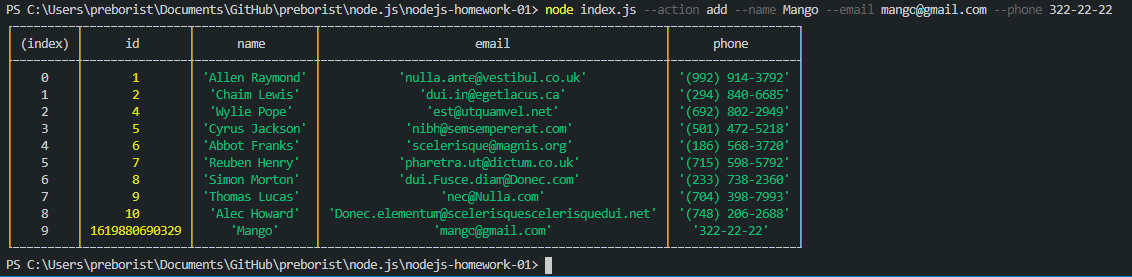 PS C:\Users\preborist\Documents\GitHub\preborist\node.js\nodejs-homework-01> node index.js --action add --name Mango --email mango@gmail.com --phone 322-22-22
(index) id name email phone
0 1 'Allen Raymond' 'nulla.ante@vestibul.co.uk' '(992) 914-3792'
1 2 'Chaim Lewis' 'dui.in@egetlacus.ca' '(294) 840-6685'
2 4 'Wylie Pope' 'est@utquamvel.net' '(692) 802-2949'
3 5 'Cyrus Jackson' 'nibh@semsempererat.com' '(501) 472-5218'
4 6 'Abbot Franks' 'scelerisque@magnis.org' '(186) 568-3720'
5 7 'Reuben Henry' 'pharetra.ut@dictum.co.uk' '(715) 598-5792'
6 8 'Simon Morton' 'dui.Fusce.diam@Donec.com' '(233) 738-2360'
7 9 'Thomas Lucas' 'nec@Nulla.com' '(704) 398-7993'
8 10 'Alec Howard' 'Donec.elementum@scelerisquescelerisquedui.net' '(748) 206-2688'
9 1619880690329 'Mango' 'mango@gmail.com' '322-22-22'
PS C:\Users\preborist\Documents\GitHub\preborist\node.js\nodejs-homework-01>